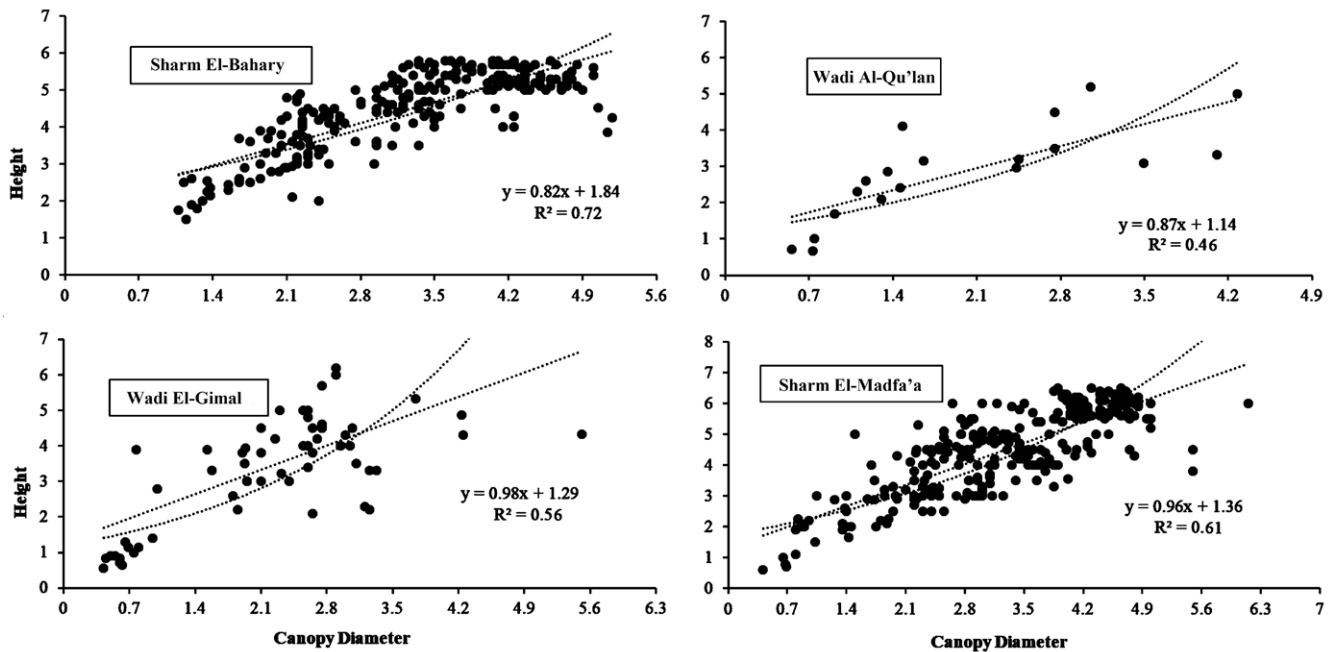 7
6
5
4
3
2
1
0
Height
Sharm El-Bahary
y = 0.82x + 1.84
R² = 0.72
0 0.7 1.4 2.1 2.8 3.5 4.2 4.9 5.6
7
6
5
4
3
2
1
0
Wadi Al-Qu’lan
y = 0.87x + 1.14
R² = 0.46
0 0.7 1.4 2.1 2.8 3.5 4.2 4.9
7
6
5
4
3
2
1
0
Height
Wadi El-Gimal
y = 0.98x + 1.29
R² = 0.56
0 0.7 1.4 2.1 2.8 3.5 4.2 4.9 5.6 6.3
Canopy Diameter
8
7
6
5
4
3
2
1
0
Sharm El-Madfa’a
y = 0.96x + 1.36
R² = 0.61
0 0.7 1.4 2.1 2.8 3.5 4.2 4.9 5.6 6.3 7
Canopy Diameter